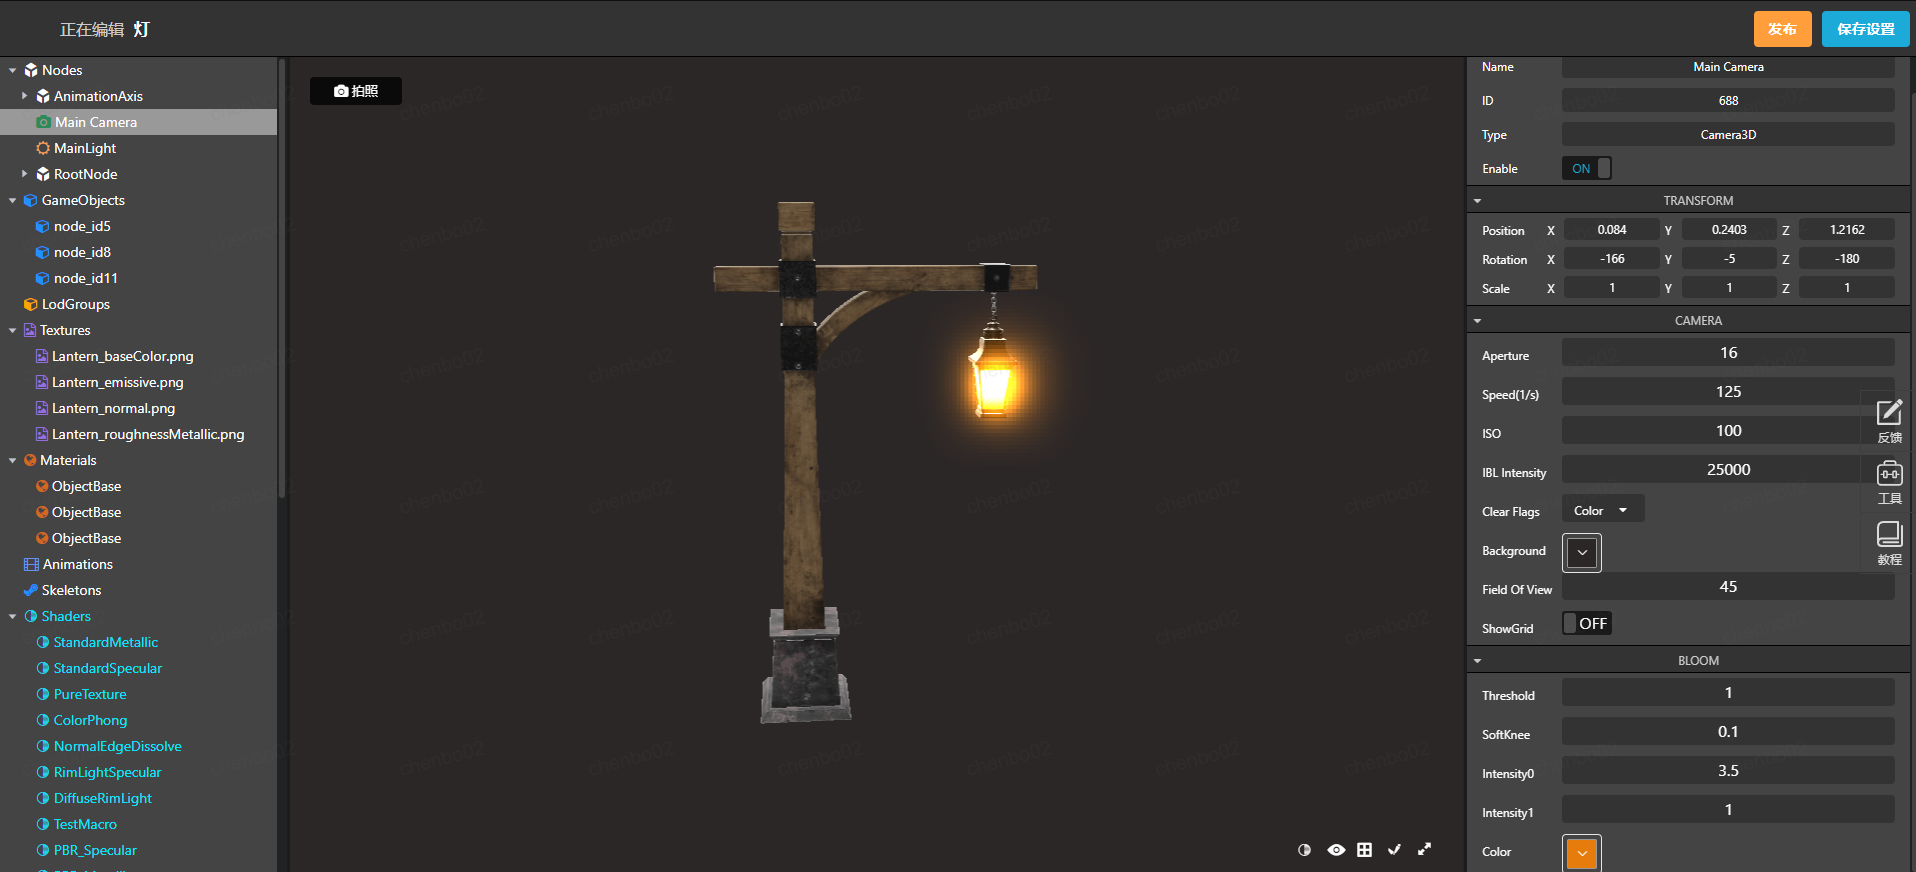 正在编辑 灯
发布
保存设置
Nodes
AnimationAxis
Main Camera
MainLight
RootNode
GameObjects
node_id5
node_id8
node_id11
LodGroups
Textures
Lantern_baseColor.png
Lantern_emissive.png
Lantern_normal.png
Lantern_roughnessMetallic.png
Materials
ObjectBase
ObjectBase
ObjectBase
Animations
Skeletons
Shaders
StandardMetallic
StandardSpecular
PureTexture
ColorPhong
NormalEdgeDissolve
RimLightSpecular
DiffuseRimLight
TestMacro
PBR_Specular
拍照
chenbo02
Name Main Camera
ID 688
Type Camera3D
Enable ON
TRANSFORM
Position X 0.084 Y 0.2403 Z 1.2162
Rotation X -166 Y -5 Z -180
Scale X 1 Y 1 Z 1
CAMERA
Aperture 16
Speed(1/s) 125
ISO 100
IBL Intensity 25000
Clear Flags Color
Background
Field Of View 45
ShowGrid OFF
BLOOM
Threshold 1
SoftKnee 0.1
Intensity0 3.5
Intensity1 1
Color
反馈
工具
教程